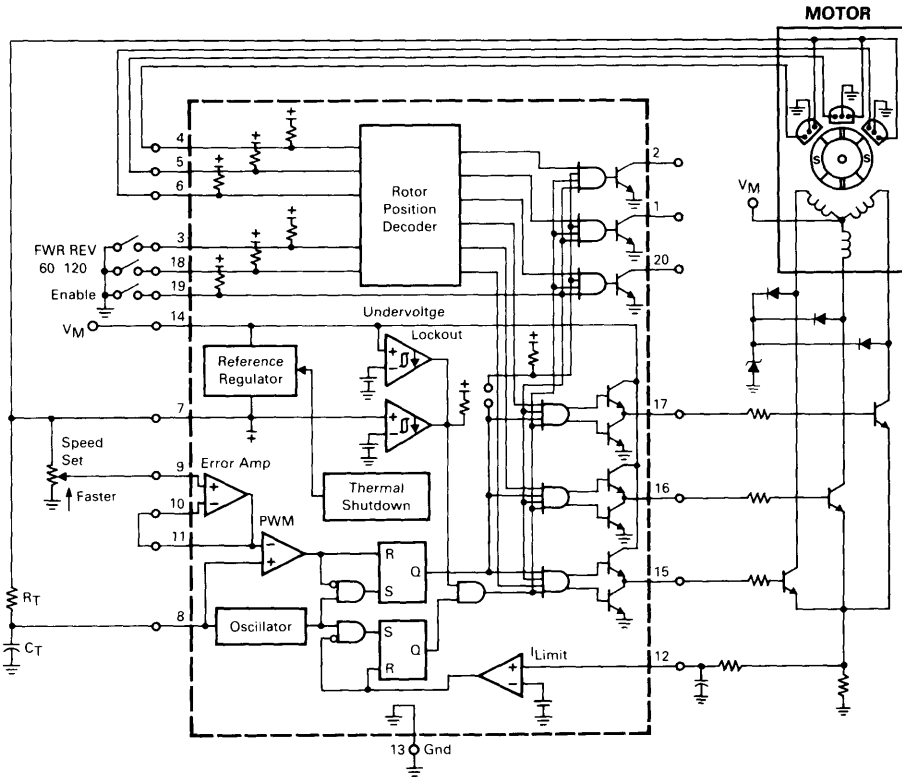 MOTOR
4
5
6
Rotor
Position
Decoder
2
1
20
V_M
S
S
3
18
19
FWR REV
60 120
Enable
V_M
14
Undervoltge
Lockout
Reference
Regulator
7
17
Speed
Set
Faster
9
Error Amp
10
11
Thermal
Shutdown
16
PWM
R
Q
S
15
R_T
8
Oscillator
S
Q
R
C_T
I_Limit
12
13
Gnd